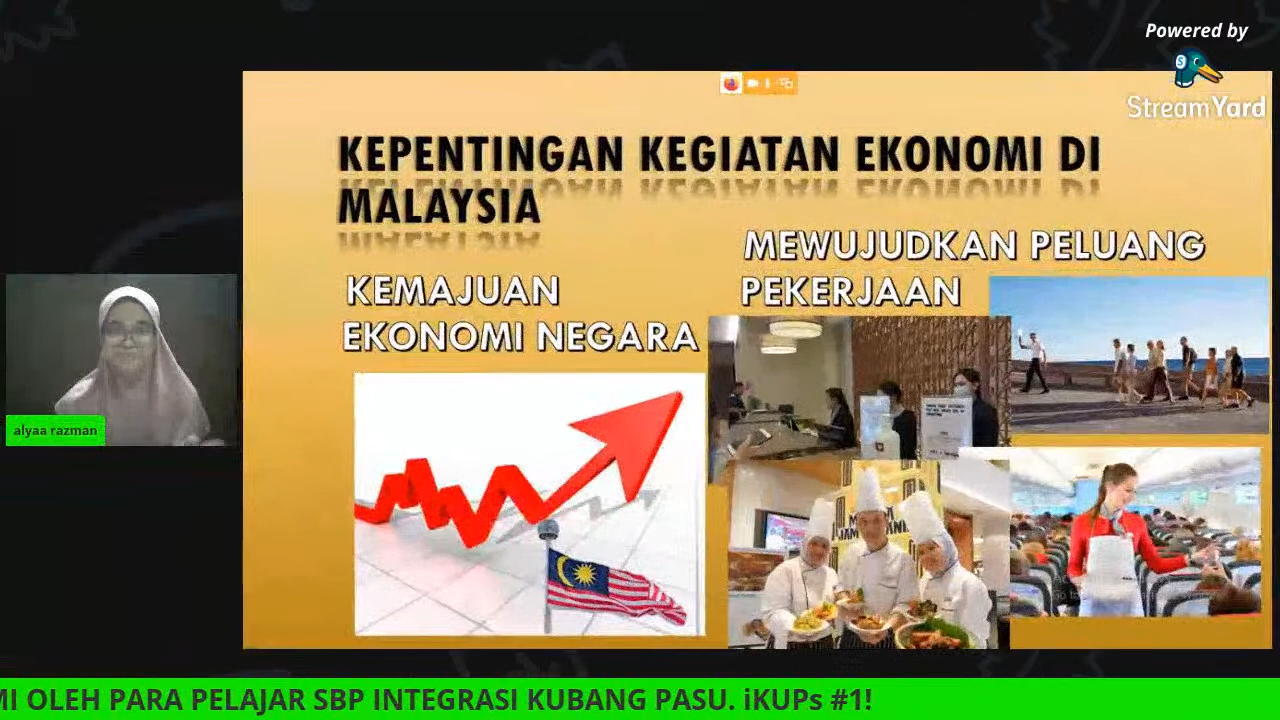 Powered by
StreamYard
KEPENTINGAN KEGIATAN EKONOMI DI
MALAYSIA
MEWUJUDKAN PELUANG
PEKERJAAN
KEMAJUAN
EKONOMI NEGARA
alyaa razman
MI OLEH PARA PELAJAR SBP INTEGRASI KUBANG PASU. iKUPs #1!